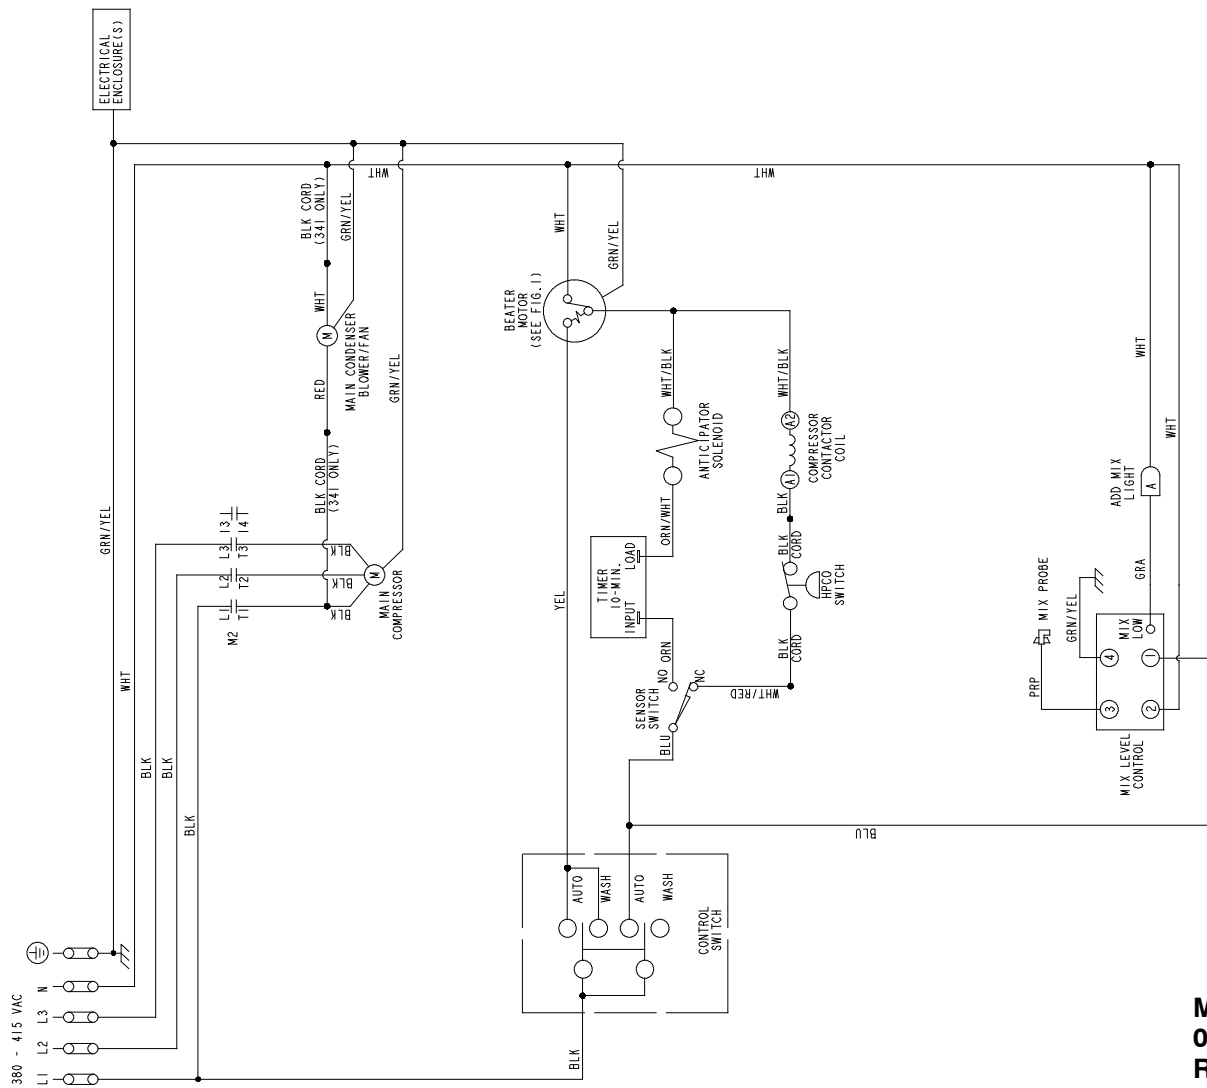 ELECTRICAL
ENCLOSURE(S)
WHT
WHT
BLK CORD
(341 ONLY)
GRN/YEL
WHT
GRN/YEL
BEATER
MOTOR
(SEE FIG.1)
WHT
M
MAIN CONDENSER
BLOWER/FAN
RED
GRN/YEL
WHT/BLK
WHT/BLK
WHT
WHT
ANTICIPATOR
SOLENOID
A2
A1
COMPRESSOR
CONTACTOR
COIL
BLK CORD
(341 ONLY)
ADD MIX
LIGHT
A
GRN/YEL
13
14
L3
T3
L2
T2
L1
T1
M2
BLK
BLK
BLK
M
MAIN
COMPRESSOR
ORN/WHT
BLK
BLK
CORD
TIMER
10-MIN.
LOAD
INPUT
HPCO
SWITCH
YEL
GRA
MIX PROBE
GRN/YEL
MIX
LOW
4
1
3
2
PRP
MIX LEVEL
CONTROL
WHT
ORN
NO
NC
BLK
CORD
WHT/RED
SENSOR
SWITCH
BLU
BLK
BLK
BLK
BLU
AUTO
WASH
AUTO
WASH
CONTROL
SWITCH
BLK
N
L3
L2
L1
380 - 415 VAC
M
0
R